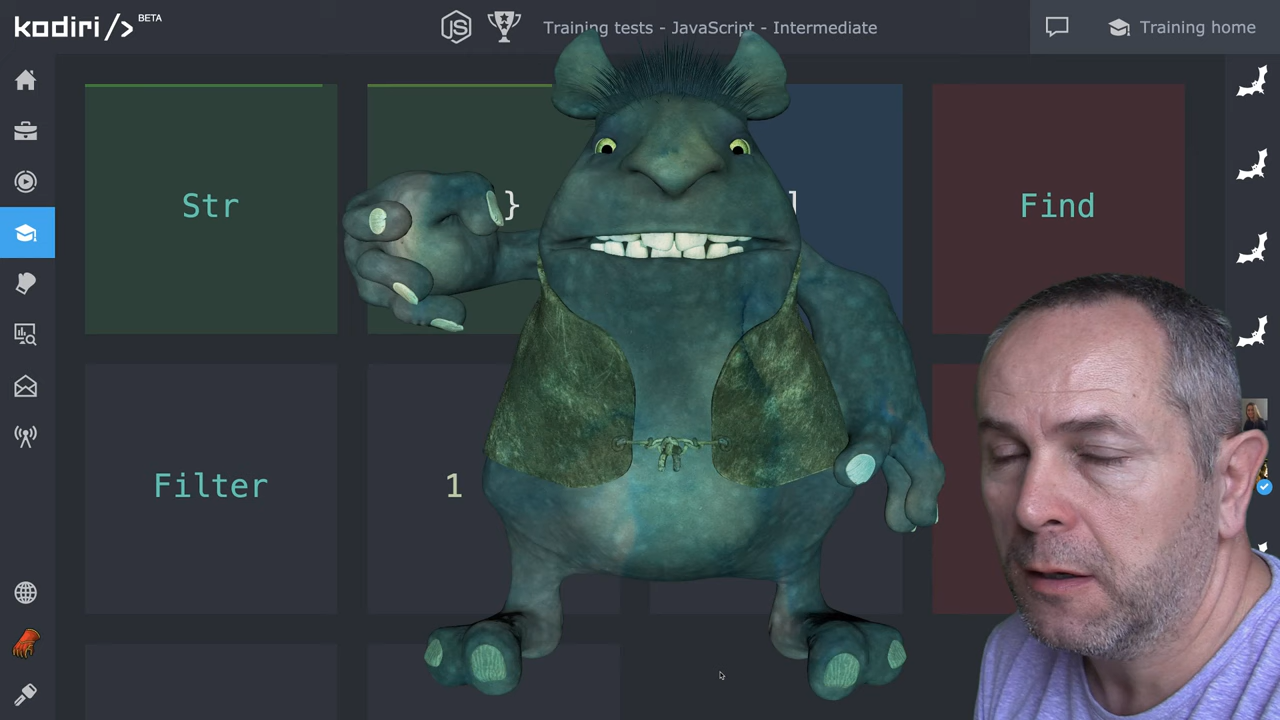 kodiri/> BETA
JS
Training tests - JavaScript - Intermediate
Training home
Str
}
]
Find
Filter
1